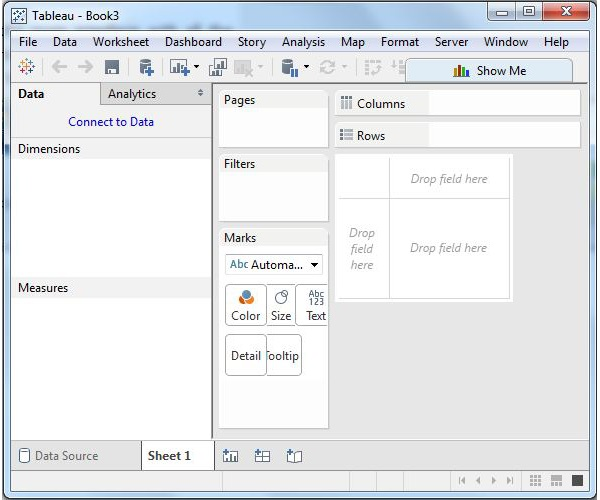 Tableau - Book3
File Data Worksheet Dashboard Story Analysis Map Format Server Window Help
Show Me
Data Analytics
Connect to Data
Dimensions
Measures
Pages
Filters
Marks
Abc Automa...
Color Size Abc 123 Text
Detail Tooltip
Columns
Rows
Drop field here
Drop field here
Drop field here
Data Source Sheet 1